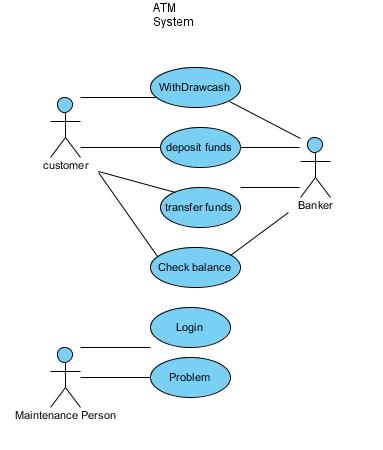 ATM
System
WithDrawcash
deposit funds
customer
transfer funds
Banker
Check balance
Login
Problem
Maintenance Person